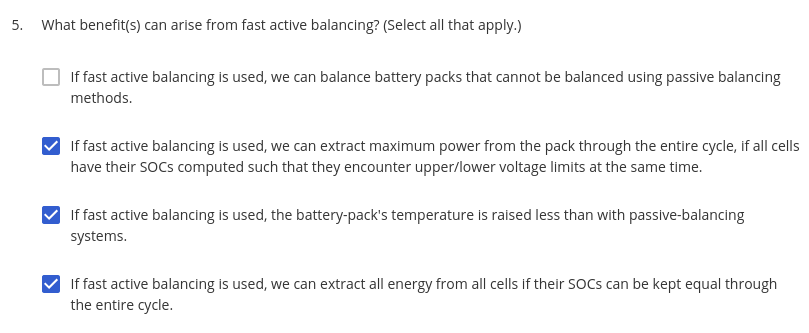 5. What benefit(s) can arise from fast active balancing? (Select all that apply.)
If fast active balancing is used, we can balance battery packs that cannot be balanced using passive balancing
methods.
If fast active balancing is used, we can extract maximum power from the pack through the entire cycle, if all cells
have their SOCs computed such that they encounter upper/lower voltage limits at the same time.
If fast active balancing is used, the battery-pack's temperature is raised less than with passive-balancing
systems.
If fast active balancing is used, we can extract all energy from all cells if their SOCs can be kept equal through
the entire cycle.